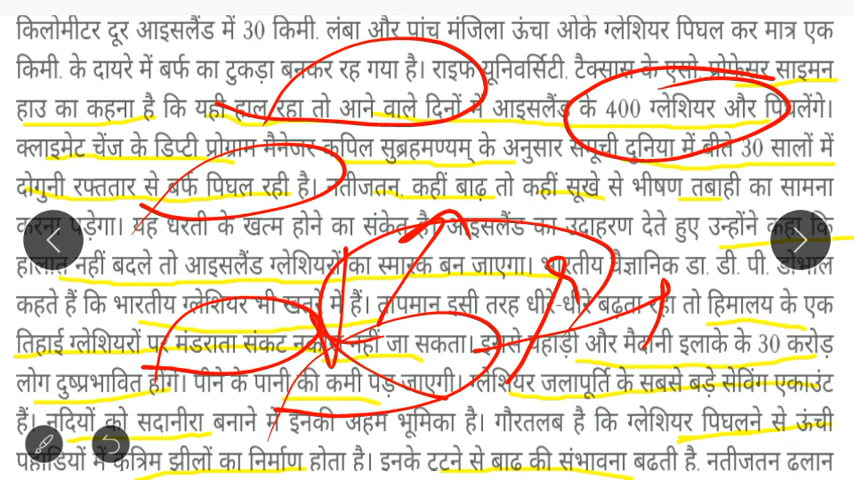 किलोमीटर दूर आइसलैंड में 30 किमी. लंबा और पांच मंजिला ऊंचा ओके ग्लेशियर पिघल कर मात्र एक
किमी. के दायरे में बर्फ का टुकड़ा बनकर रह गया है। राइफ यूनिवर्सिटी, टैक्सास के एसो. प्रोफेसर साइमन
हाउ का कहना है कि यही हाल रहा तो आने वाले दिनों में आइसलैंड के 400 ग्लेशियर और पिघलेंगे।
क्लाइमेट चेंज के डिप्टी प्रोग्राम मैनेजर कपिल सुब्रहमण्यम् के अनुसार समूची दुनिया में बीते 30 सालों में
दोगुनी रफ्ततार से बर्फ पिघल रही है। नतीजतन, कहीं बाढ़ तो कहीं सूखे से भीषण तबाही का सामना
करना पड़ेगा। यह धरती के खत्म होने का संकेत है। आइसलैंड का उदाहरण देते हुए उन्होंने कहा कि
हालात नहीं बदले तो आइसलैंड ग्लेशियरों का स्मारक बन जाएगा। भारतीय वैज्ञानिक डा. डी. पी. डोभाल
कहते हैं कि भारतीय ग्लेशियर भी खतरे में हैं। तापमान इसी तरह धीरे-धीरे बढता रहा तो हिमालय के एक
तिहाई ग्लेशियरों पर मंडराता संकट नकारा नहीं जा सकता। इनसे पहाड़ी और मैदानी इलाके के 30 करोड़
लोग दुष्प्रभावित होंगे। पीने के पानी की कमी पड़ जाएगी। ग्लेशियर जलापूर्ति के सबसे बड़े सेविंग एकाउंट
हैं। नदियों को सदानीरा बनाने में इनकी अहम भूमिका है। गौरतलब है कि ग्लेशियर पिघलने से ऊंची
पहाडियों में कृत्रिम झीलों का निर्माण होता है। इनके टूटने से बाढ की संभावना बढती है, नतीजतन ढलान